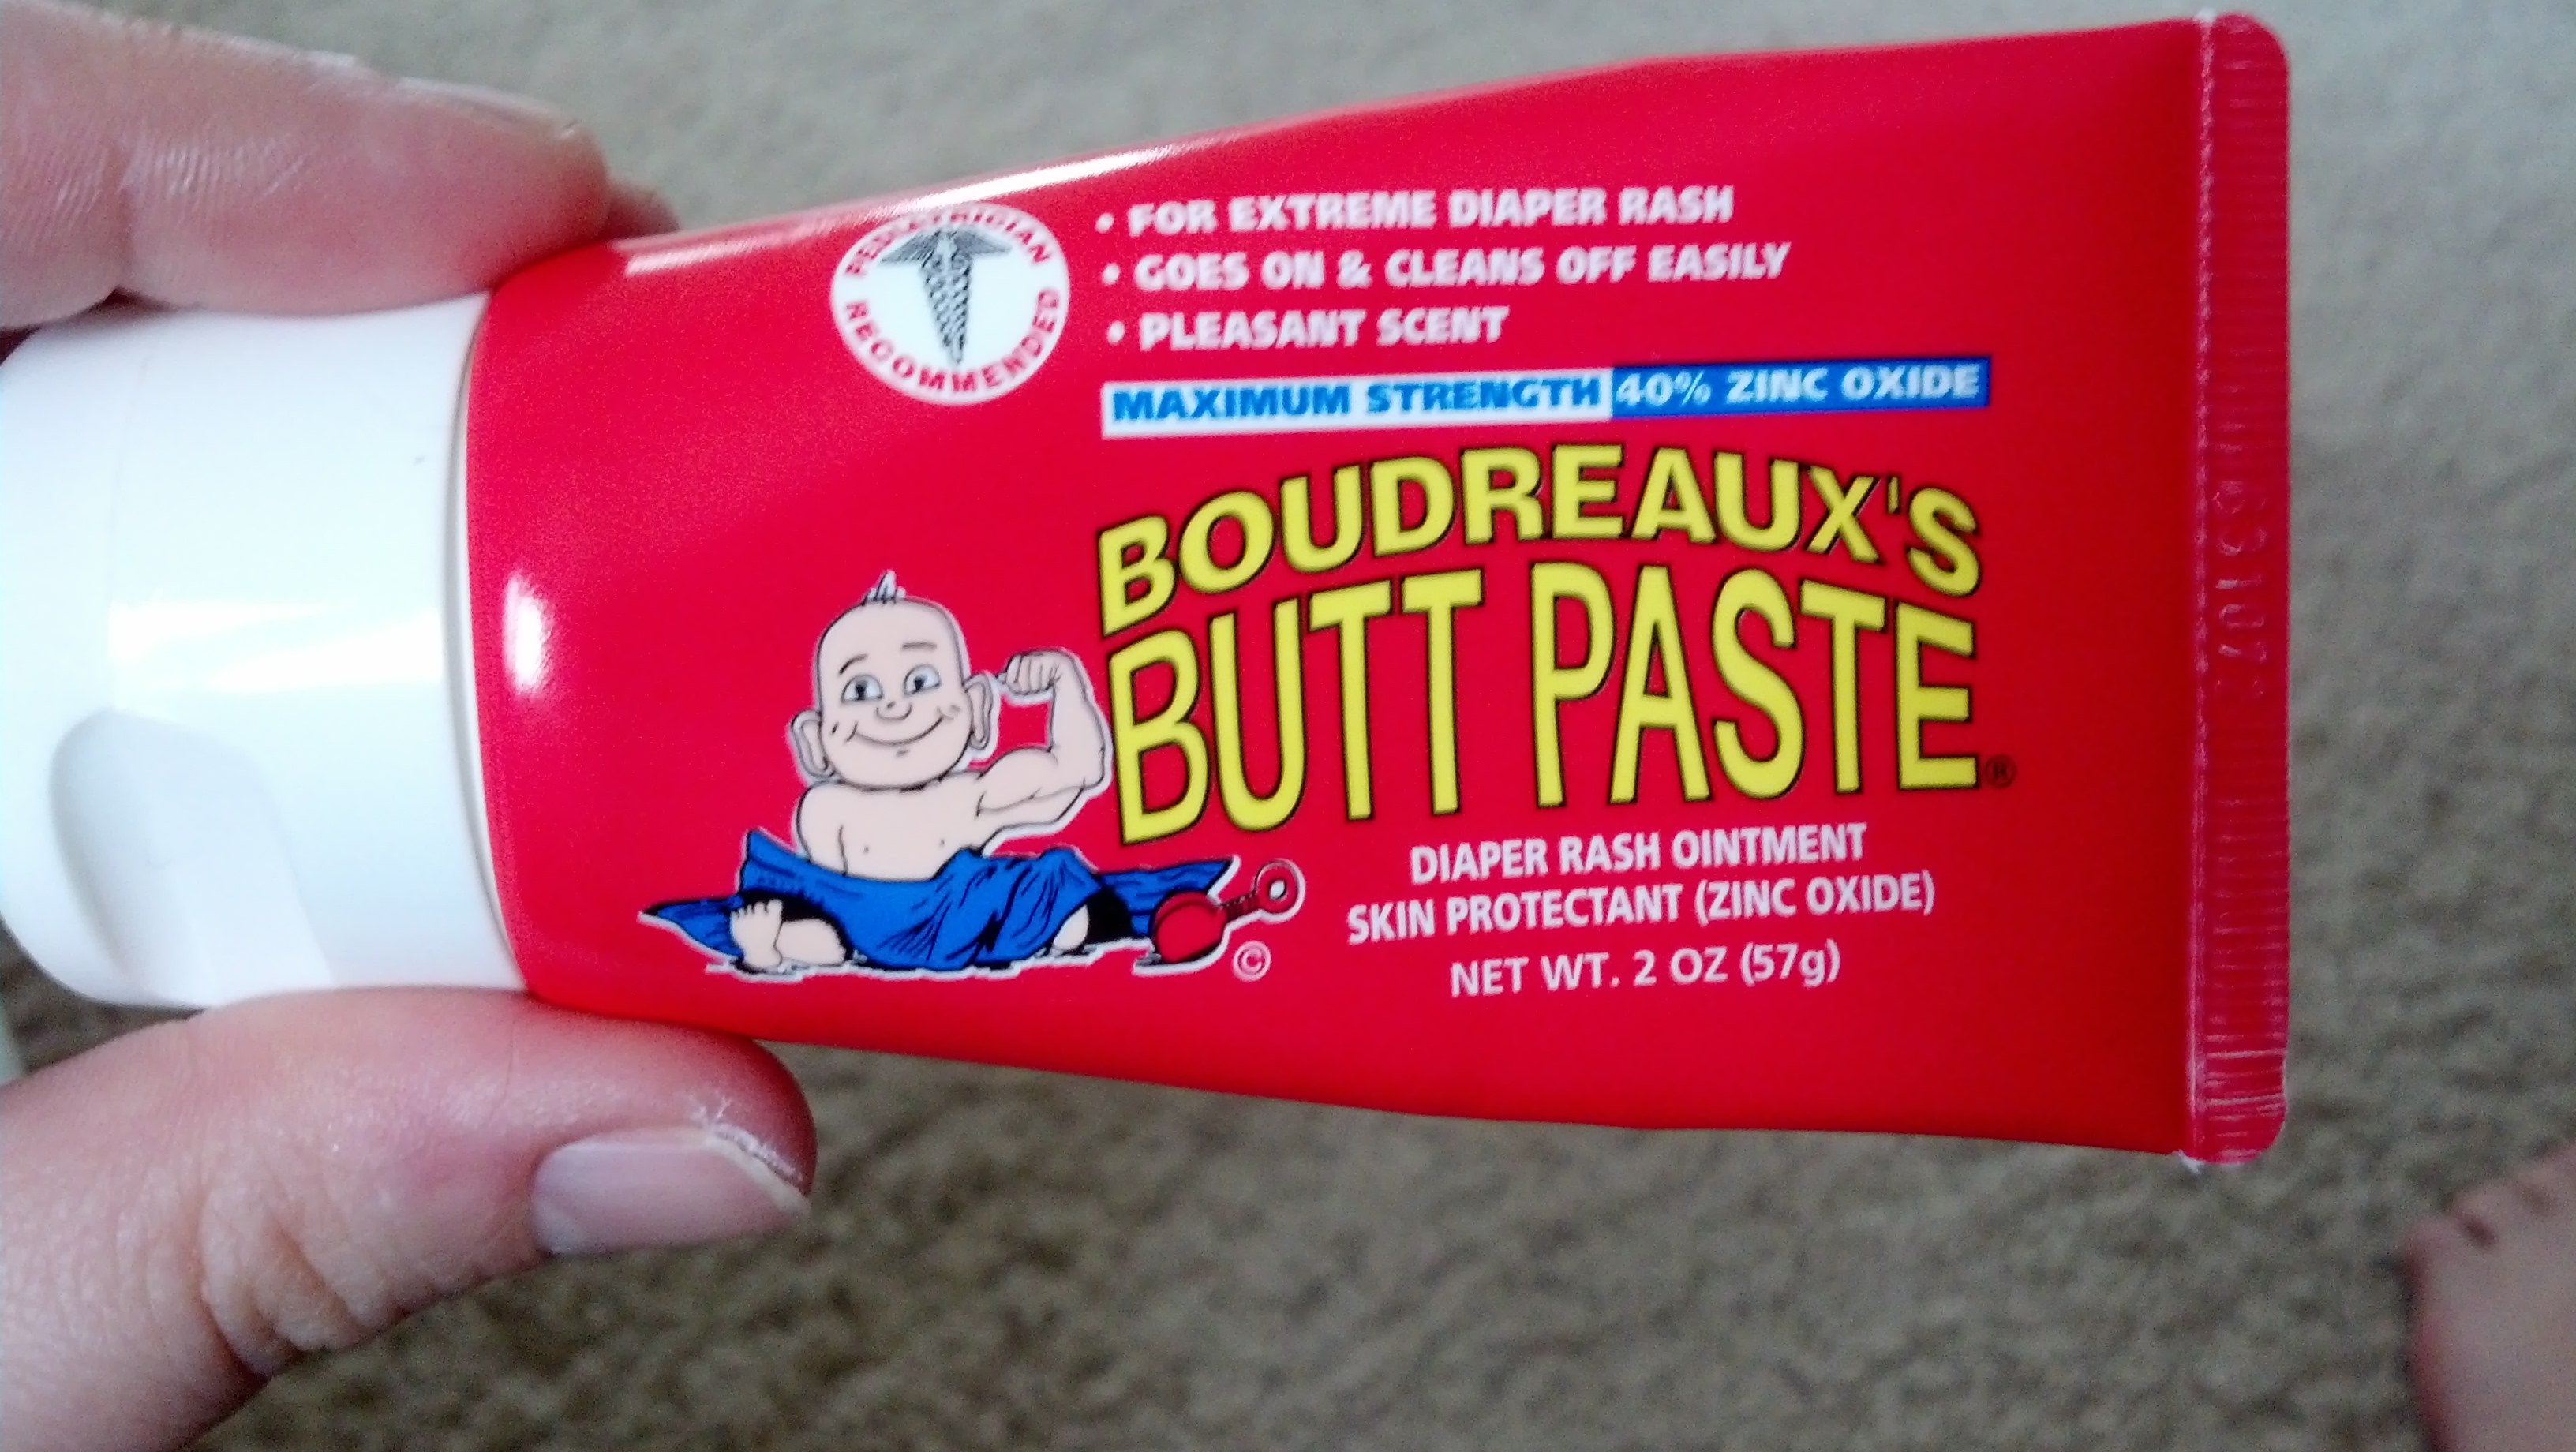 PEDIATRICIAN
RECOMMENDED
• FOR EXTREME DIAPER RASH
• GOES ON & CLEANS OFF EASILY
• PLEASANT SCENT
MAXIMUM STRENGTH 40% ZINC OXIDE
BOUDREAUX'S
BUTT PASTE®
©
DIAPER RASH OINTMENT
SKIN PROTECTANT (ZINC OXIDE)
NET WT. 2 OZ (57g)